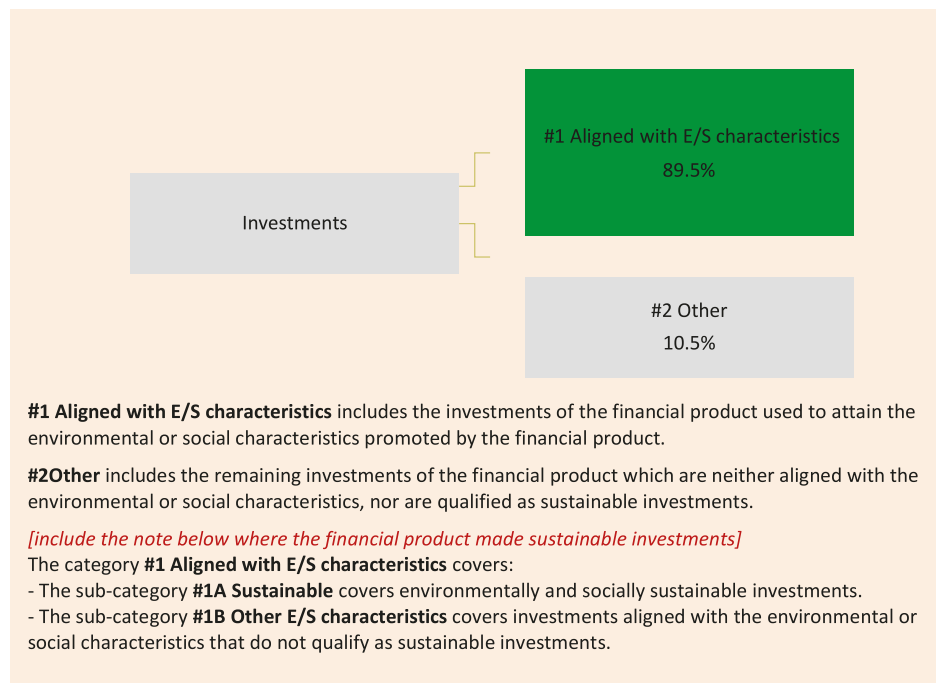 #1 Aligned with E/S characteristics
89.5%
Investments
#2 Other
10.5%
#1 Aligned with E/S characteristics includes the investments of the financial product used to attain the
environmental or social characteristics promoted by the financial product.
#2Other includes the remaining investments of the financial product which are neither aligned with the
environmental or social characteristics, nor are qualified as sustainable investments.
[include the note below where the financial product made sustainable investments]
The category #1 Aligned with E/S characteristics covers:
- The sub-category #1A Sustainable covers environmentally and socially sustainable investments.
- The sub-category #1B Other E/S characteristics covers investments aligned with the environmental or
social characteristics that do not qualify as sustainable investments.